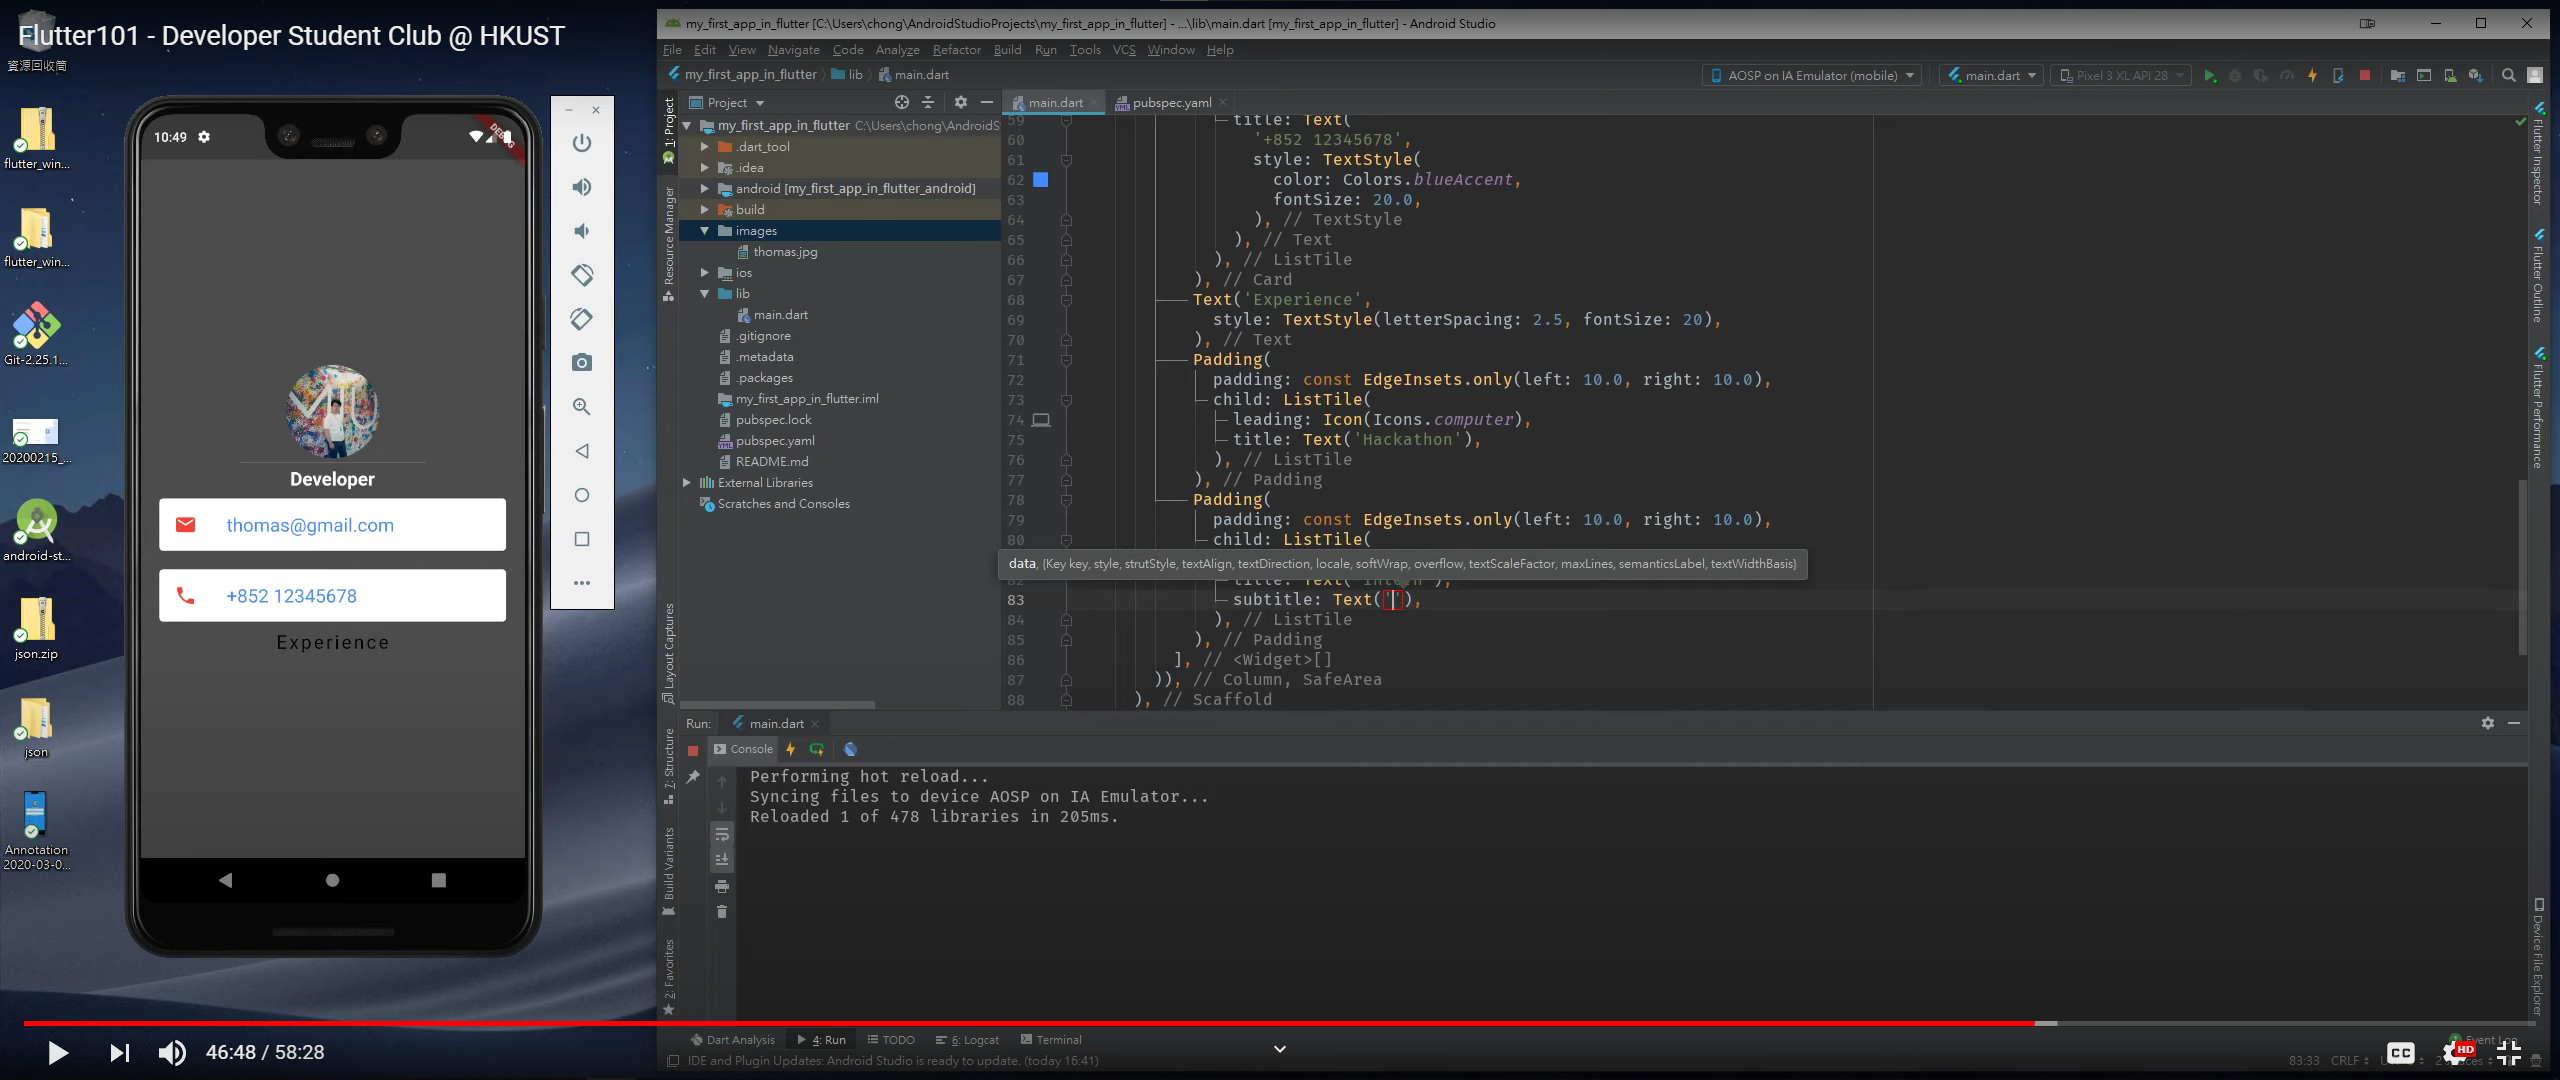 Flutter101 - Developer Student Club @ HKUST
資源回收筒
flutter_win...
flutter_win...
Git-2.25.1...
20200215_...
android-st...
json.zip
json
Annotation
2020-03-0...
10:49
DEBUG
Developer
thomas@gmail.com
+852 12345678
Experience
my_first_app_in_flutter [C:\Users\chong\AndroidStudioProjects\my_first_app_in_flutter] - ...\lib\main.dart [my_first_app_in_flutter] - Android Studio
File Edit View Navigate Code Analyze Refactor Build Run Tools VCS Window Help
my_first_app_in_flutter lib main.dart
AOSP on IA Emulator (mobile) main.dart Pixel 3 XL API 28
1: Project
Resource Manager
Layout Captures
7: Structure
Build Variants
2: Favorites
Project
my_first_app_in_flutter C:\Users\chong\AndroidS
.dart_tool
.idea
android [my_first_app_in_flutter_android]
build
images
thomas.jpg
ios
lib
main.dart
.gitignore
.metadata
.packages
my_first_app_in_flutter.iml
pubspec.lock
pubspec.yaml
README.md
External Libraries
Scratches and Consoles
main.dart pubspec.yaml
59 title: Text(
60 '+852 12345678',
61 style: TextStyle(
62 color: Colors.blueAccent,
63 fontSize: 20.0,
64 ), // TextStyle
65 ), // Text
66 ), // ListTile
67 ), // Card
68 Text('Experience',
69 style: TextStyle(letterSpacing: 2.5, fontSize: 20),
70 ), // Text
71 Padding(
72 padding: const EdgeInsets.only(left: 10.0, right: 10.0),
73 child: ListTile(
74 leading: Icon(Icons.computer),
75 title: Text('Hackathon'),
76 ), // ListTile
77 ), // Padding
78 Padding(
79 padding: const EdgeInsets.only(left: 10.0, right: 10.0),
80 child: ListTile(
data, {Key key, style, strutStyle, textAlign, textDirection, locale, softWrap, overflow, textScaleFactor, maxLines, semanticsLabel, textWidthBasis}
82 title: Text('Intern'),
83 subtitle: Text(''),
84 ), // ListTile
85 ), // Padding
86 ], // <Widget>[]
87 )), // Column, SafeArea
88 ), // Scaffold
Flutter Inspector
Flutter Outline
Flutter Performance
Device File Explorer
Run: main.dart
Console
Performing hot reload...
Syncing files to device AOSP on IA Emulator...
Reloaded 1 of 478 libraries in 205ms.
Dart Analysis 4: Run TODO 6: Logcat Terminal
Event Log
IDE and Plugin Updates: Android Studio is ready to update. (today 16:41)
83:33 CRLF
46:48 / 58:28
CC HD